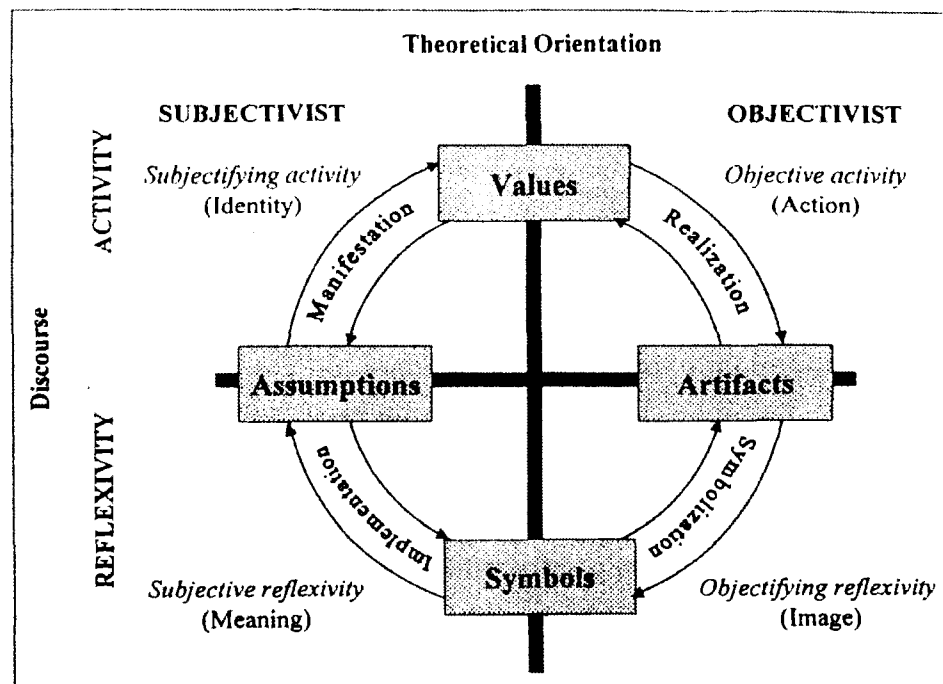 Theoretical Orientation
SUBJECTIVIST
OBJECTIVIST
ACTIVITY
Subjectifying activity
(Identity)
Values
Objective activity
(Action)
Manifestation
Realization
Discourse
Assumptions
Artifacts
REFLEXIVITY
Implementation
Symbolization
Subjective reflexivity
(Meaning)
Symbols
Objectifying reflexivity
(Image)